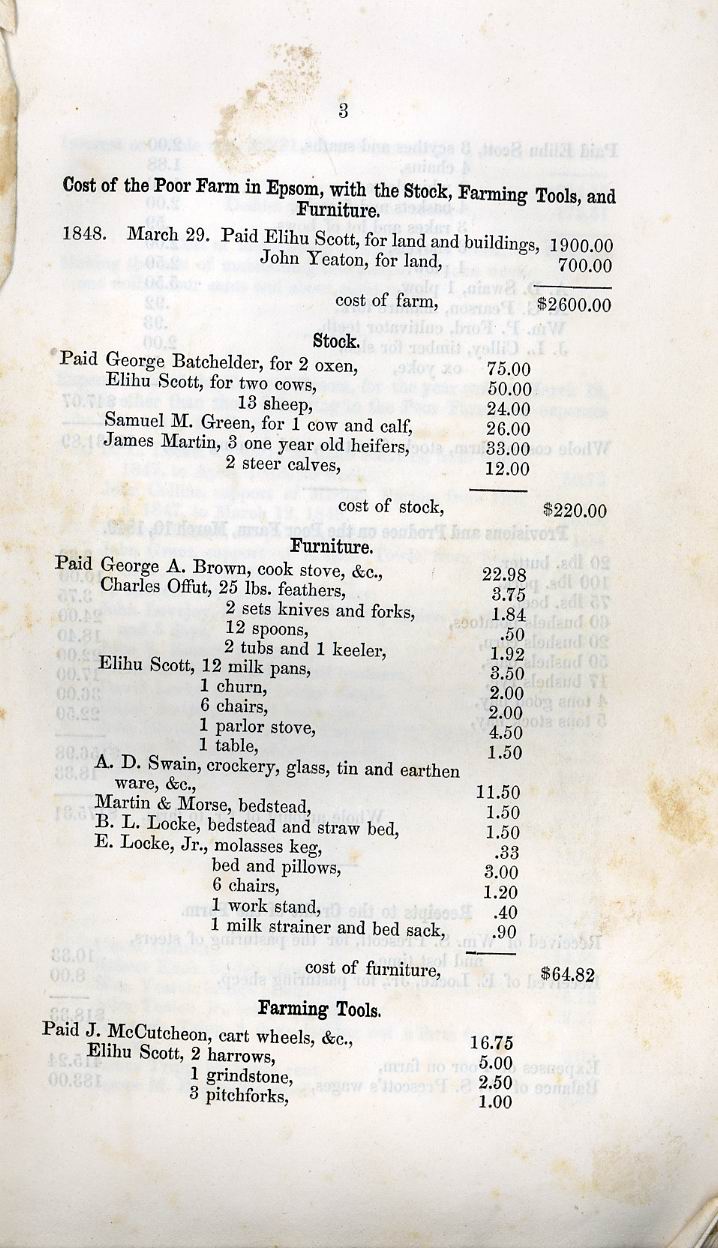 3
Cost of the Poor Farm in Epsom, with the Stock, Farming Tools, and
Furniture.
1848. March 29. Paid Elihu Scott, for land and buildings, 1900.00
John Yeaton, for land, 700.00
cost of farm, $2600.00
Stock.
Paid George Batchelder, for 2 oxen, 75.00
Elihu Scott, for two cows, 50.00
13 sheep, 24.00
Samuel M. Green, for 1 cow and calf, 26.00
James Martin, 3 one year old heifers, 33.00
2 steer calves, 12.00
cost of stock, $220.00
Furniture.
Paid George A. Brown, cook stove, &c., 22.98
Charles Offut, 25 lbs. feathers, 3.75
2 sets knives and forks, 1.84
12 spoons, .50
2 tubs and 1 keeler, 1.92
Elihu Scott, 12 milk pans, 3.50
1 churn, 2.00
6 chairs, 2.00
1 parlor stove, 4.50
1 table, 1.50
A. D. Swain, crockery, glass, tin and earthen
ware, &c., 11.50
Martin & Morse, bedstead, 1.50
B. L. Locke, bedstead and straw bed, 1.50
E. Locke, Jr., molasses keg, .33
bed and pillows, 3.00
6 chairs, 1.20
1 work stand, .40
1 milk strainer and bed sack, .90
cost of furniture, $64.82
Farming Tools.
Paid J. McCutcheon, cart wheels, &c., 16.75
Elihu Scott, 2 harrows, 5.00
1 grindstone, 2.50
3 pitchforks, 1.00